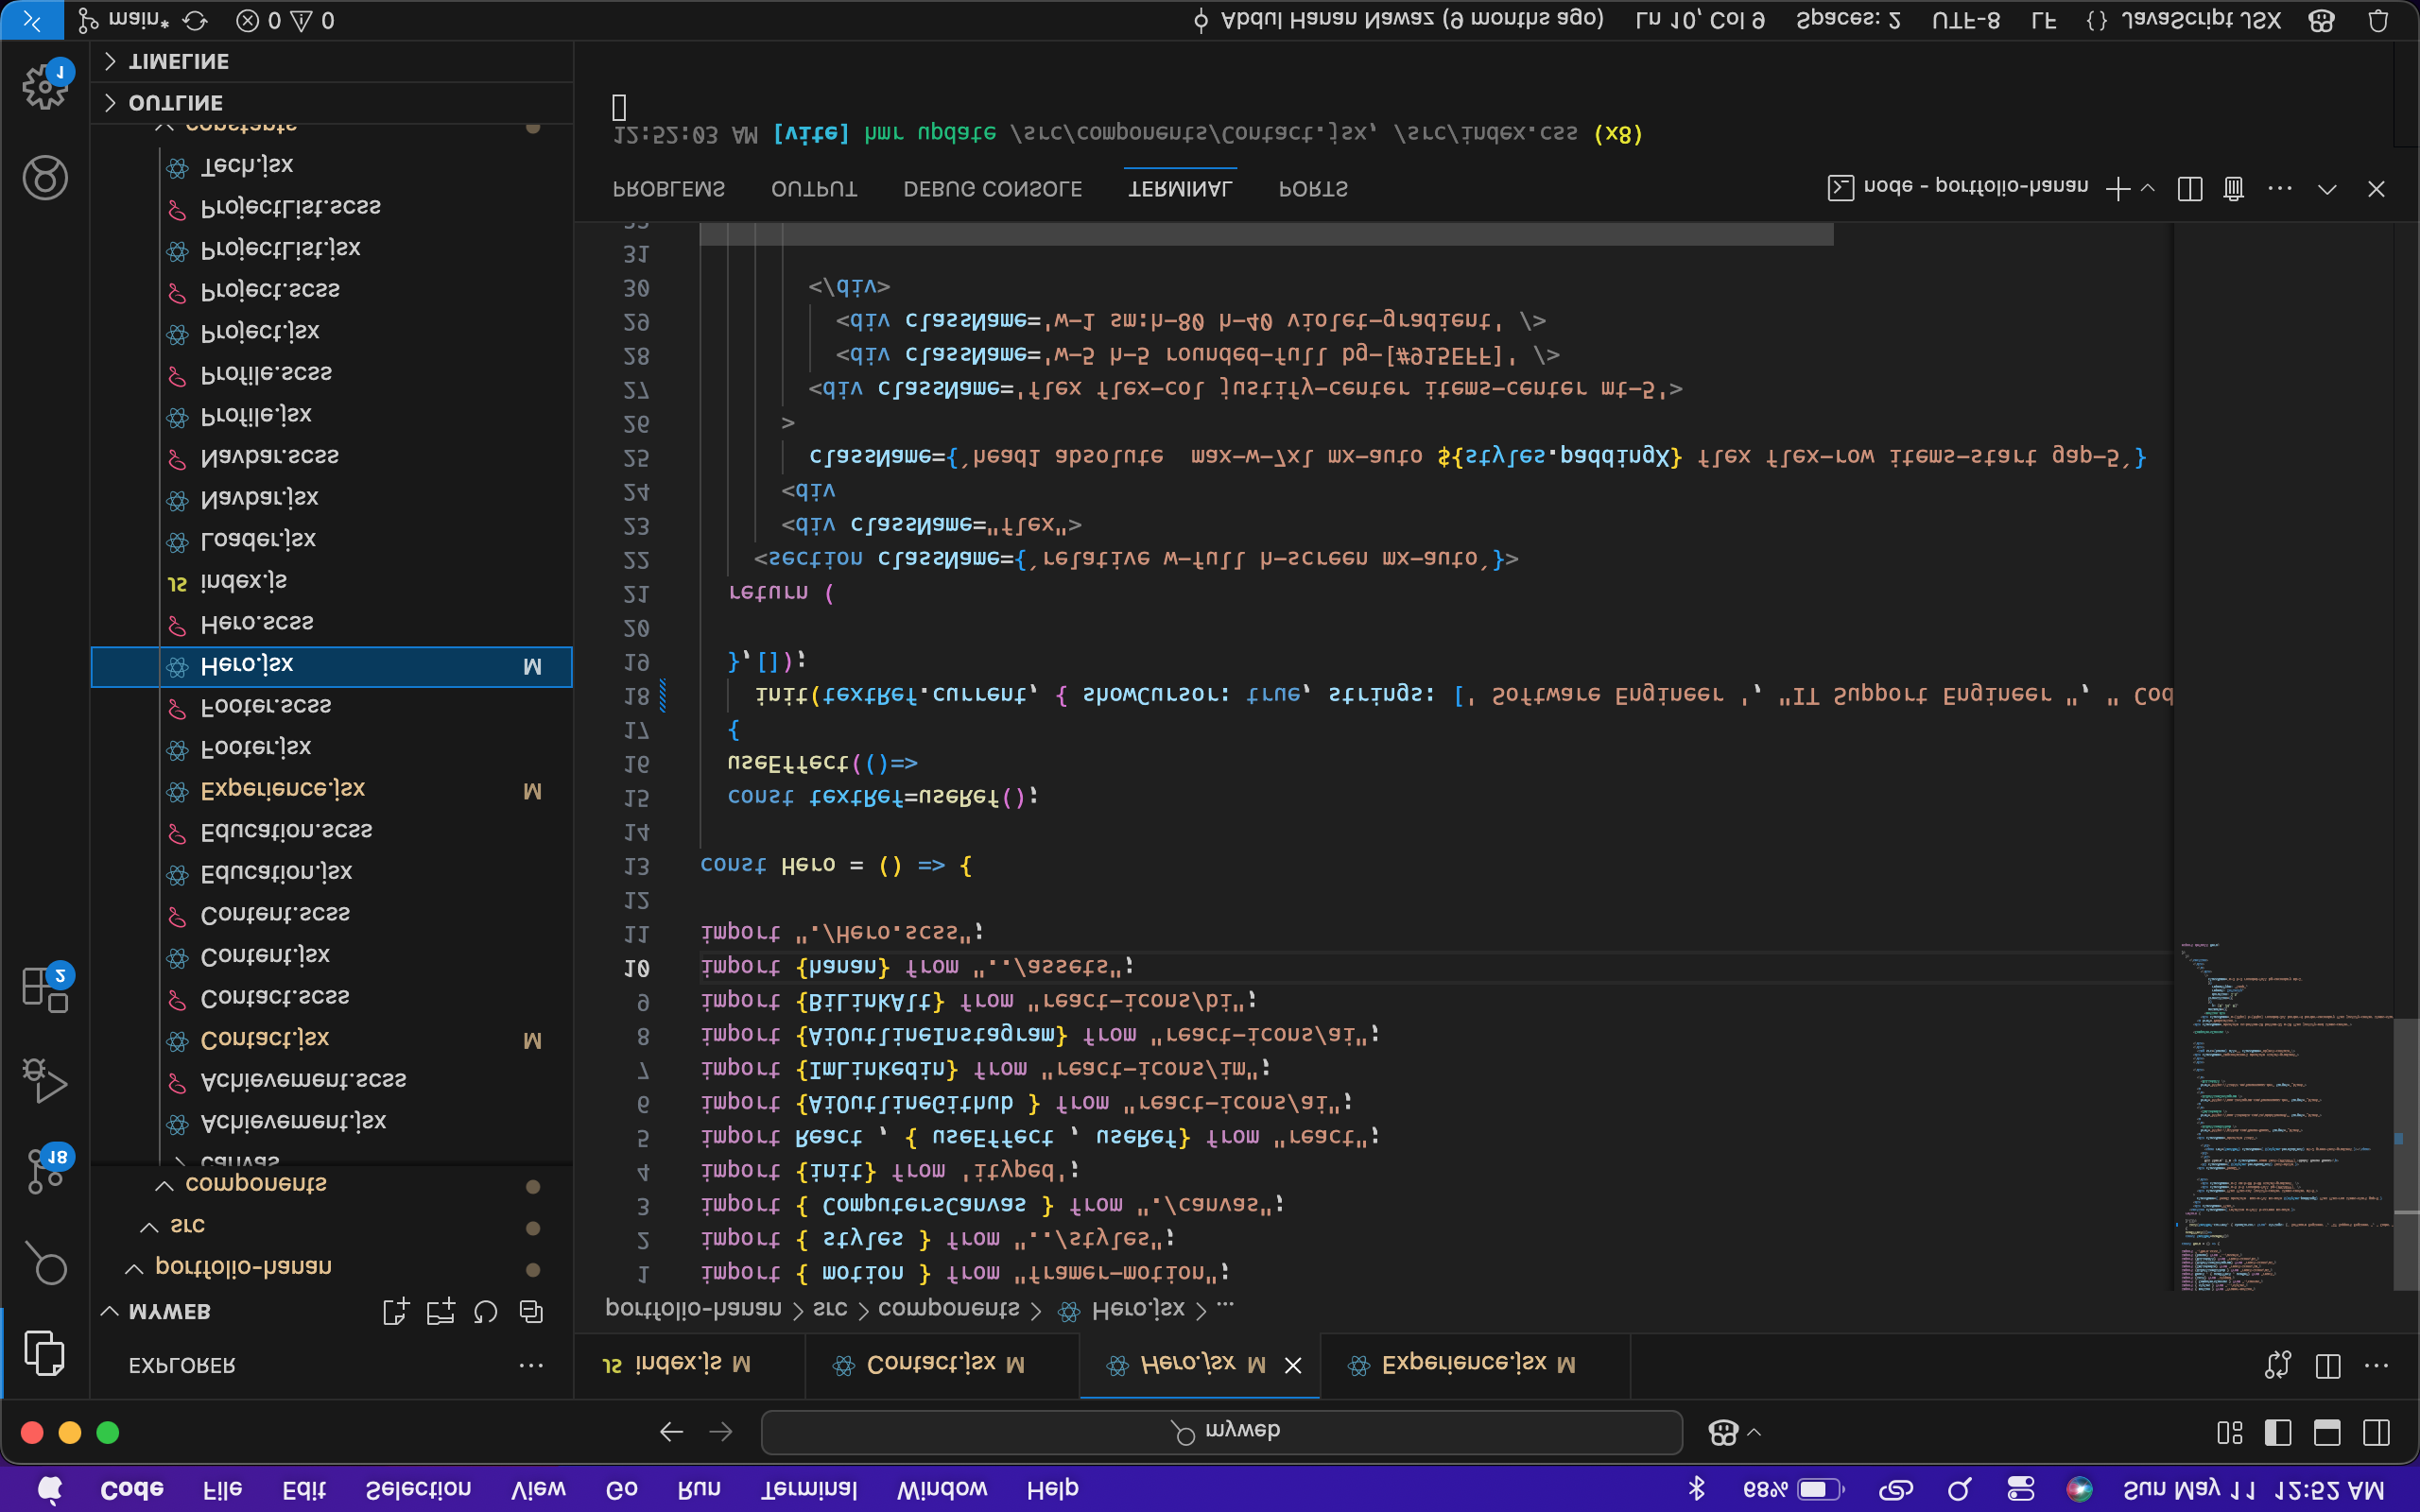 Code File Edit Selection View Go Run Terminal Window Help 68% Sun May 11 12:52 AM
myweb
EXPLORER
MYWEB
portfolio-hanan
src
components
canvas
Achievement.jsx
Achievement.scss
Contact.jsx M
Contact.scss
Content.jsx
Content.scss
Education.jsx
Education.scss
Experience.jsx M
Footer.jsx
Footer.scss
Hero.jsx M
Hero.scss
JS index.js
Loader.jsx
Navbar.jsx
Navbar.scss
Profile.jsx
Profile.scss
Project.jsx
Project.scss
ProjectList.jsx
ProjectList.scss
Tech.jsx
constants
OUTLINE
TIMELINE
18
2
1
JS index.js M Contact.jsx M Hero.jsx M Experience.jsx M
portfolio-hanan > src > components > Hero.jsx > ...
1 import { motion } from "framer-motion";
2 import { styles } from "../styles";
3 import { ComputersCanvas } from "./canvas";
4 import {init} from 'ityped';
5 import React , { useEffect , useRef} from "react";
6 import {AiOutlineGithub } from "react-icons/ai";
7 import {ImLinkedin} from "react-icons/im";
8 import {AiOutlineInstagram} from "react-icons/ai";
9 import {BiLinkAlt} from "react-icons/bi";
10 import {hanan} from "../assets";
11 import "./Hero.scss";
12
13 const Hero = () => {
14
15 const textRef=useRef();
16 useEffect(()=>
17 {
18 init(textRef.current, { showCursor: true, strings: [' Software Engineer ', "IT Support Engineer ", " Cod
19 },[]);
20
21 return (
22 <section className={`relative w-full h-screen mx-auto`}>
23 <div className="flex">
24 <div
25 className={`head1 absolute  max-w-7xl mx-auto ${styles.paddingX} flex flex-row items-start gap-5`}
26 >
27 <div className='flex flex-col justify-center items-center mt-5'>
28 <div className='w-5 h-5 rounded-full bg-[#915EFF]' />
29 <div className='w-1 sm:h-80 h-40 violet-gradient' />
30 </div>
31
PROBLEMS OUTPUT DEBUG CONSOLE TERMINAL PORTS node - portfolio-hanan
12:52:03 AM [vite] hmr update /src/components/Contact.jsx, /src/index.css (x8)
main* 0 0 Abdul Hanan Nawaz (9 months ago) Ln 10, Col 9 Spaces: 2 UTF-8 LF {} JavaScript JSX